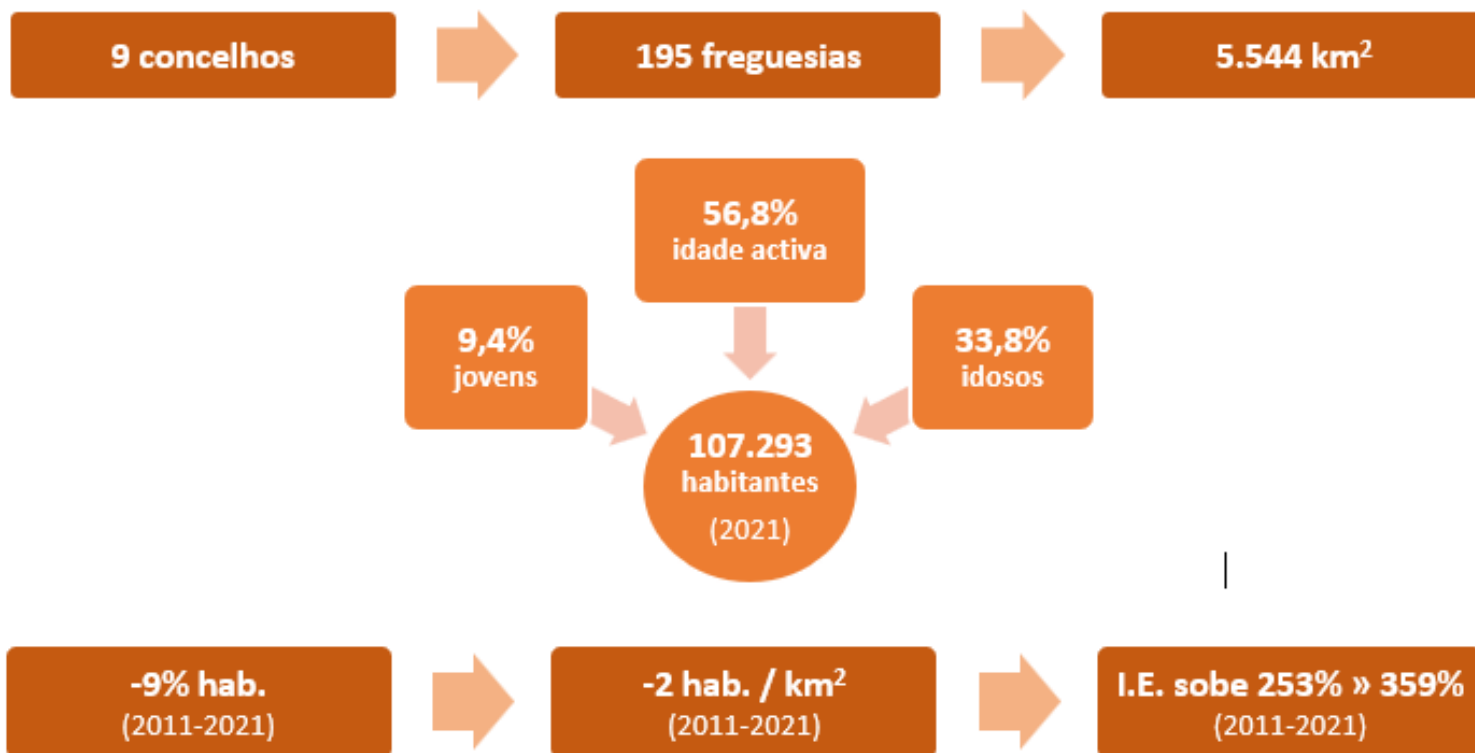 9 concelhos
195 freguesias
5.544 km²
56,8%
idade activa
9,4%
jovens
33,8%
idosos
107.293
habitantes
(2021)
-9% hab.
(2011-2021)
-2 hab. / km²
(2011-2021)
I.E. sobe 253% » 359%
(2011-2021)